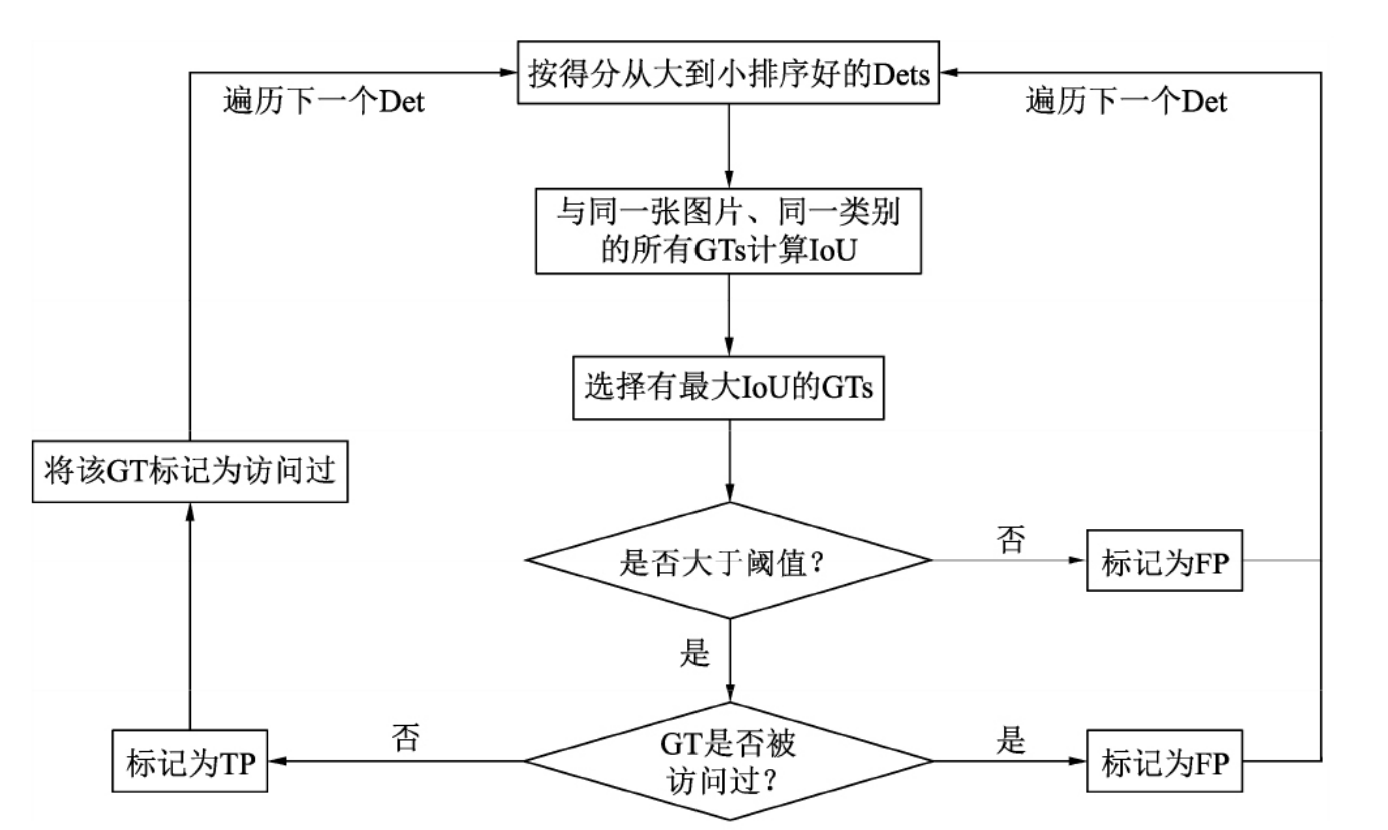 按得分从大到小排序好的Dets
遍历下一个Det
遍历下一个Det
与同一张图片、同一类别
的所有GTs计算IoU
选择有最大IoU的GTs
将该GT标记为访问过
是否大于阈值？
否
标记为FP
是
GT是否被
访问过？
否
标记为TP
是
标记为FP